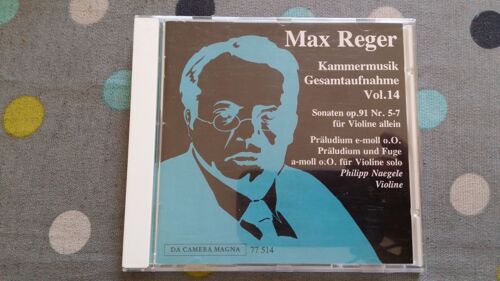 Max Reger
Kammermusik
Gesamtaufnahme
Vol.14
Sonaten op.91 Nr. 5-7
für Violine allein
Präludium e-moll o.O.
Präludium und Fuge
a-moll o.O. für Violine solo
Philipp Naegele
Violine
DA CAMERA MAGNA 77 514